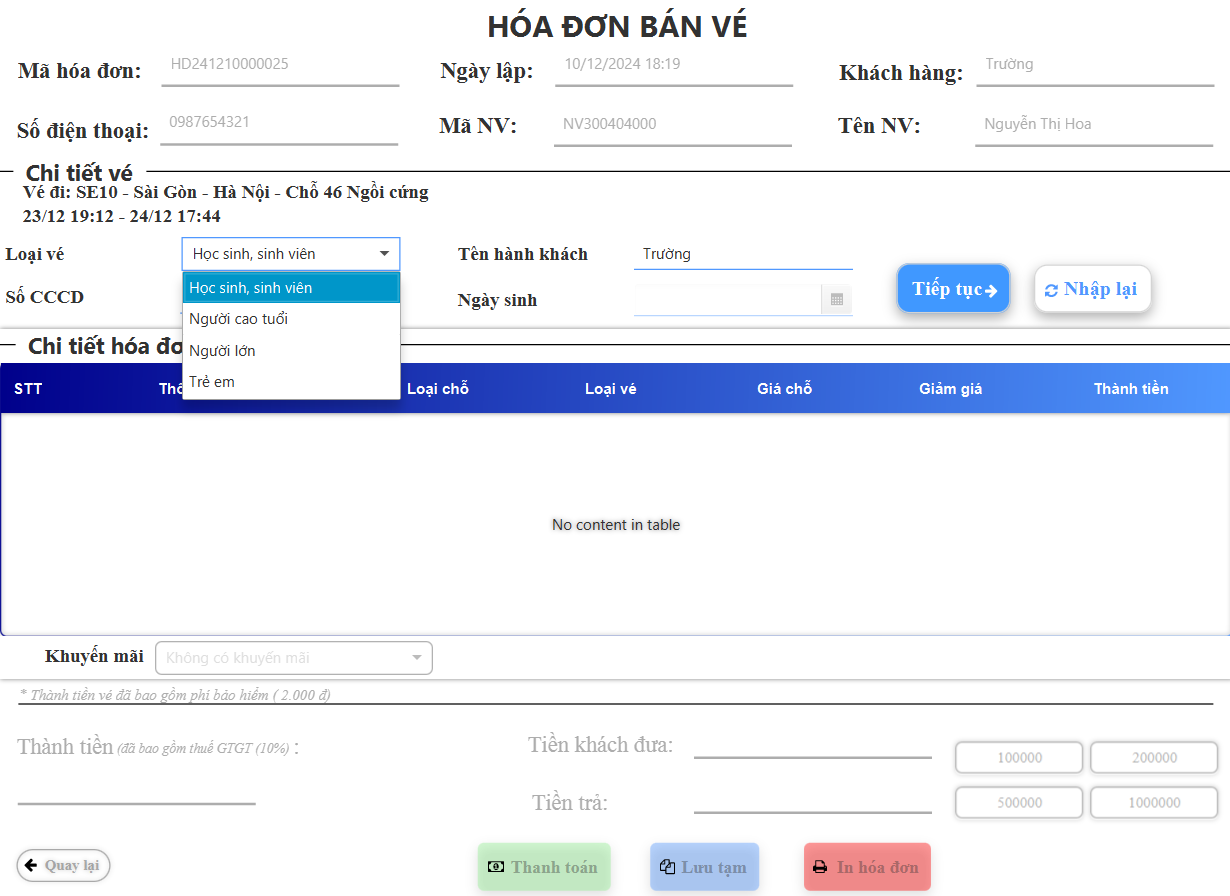 HÓA ĐƠN BÁN VÉ
Mã hóa đơn: HD241210000025 Ngày lập: 10/12/2024 18:19 Khách hàng: Trường
Số điện thoại: 0987654321 Mã NV: NV300404000 Tên NV: Nguyễn Thị Hoa
Chi tiết vé
Vé đi: SE10 - Sài Gòn - Hà Nội - Chỗ 46 Ngồi cứng
23/12 19:12 - 24/12 17:44
Loại vé Học sinh, sinh viên Tên hành khách Trường
Học sinh, sinh viên
Số CCCD Ngày sinh Tiếp tục Nhập lại
Người cao tuổi
Chi tiết hóa đơ
Người lớn
Trẻ em
STT Loại chỗ Loại vé Giá chỗ Giảm giá Thành tiền
No content in table
Khuyến mãi Không có khuyến mãi
* Thành tiền vé đã bao gồm phí bảo hiểm ( 2.000 đ)
Thành tiền (đã bao gồm thuế GTGT (10%) : Tiền khách đưa: 100000 200000
Tiền trả: 500000 1000000
Quay lại Thanh toán Lưu tạm In hóa đơn